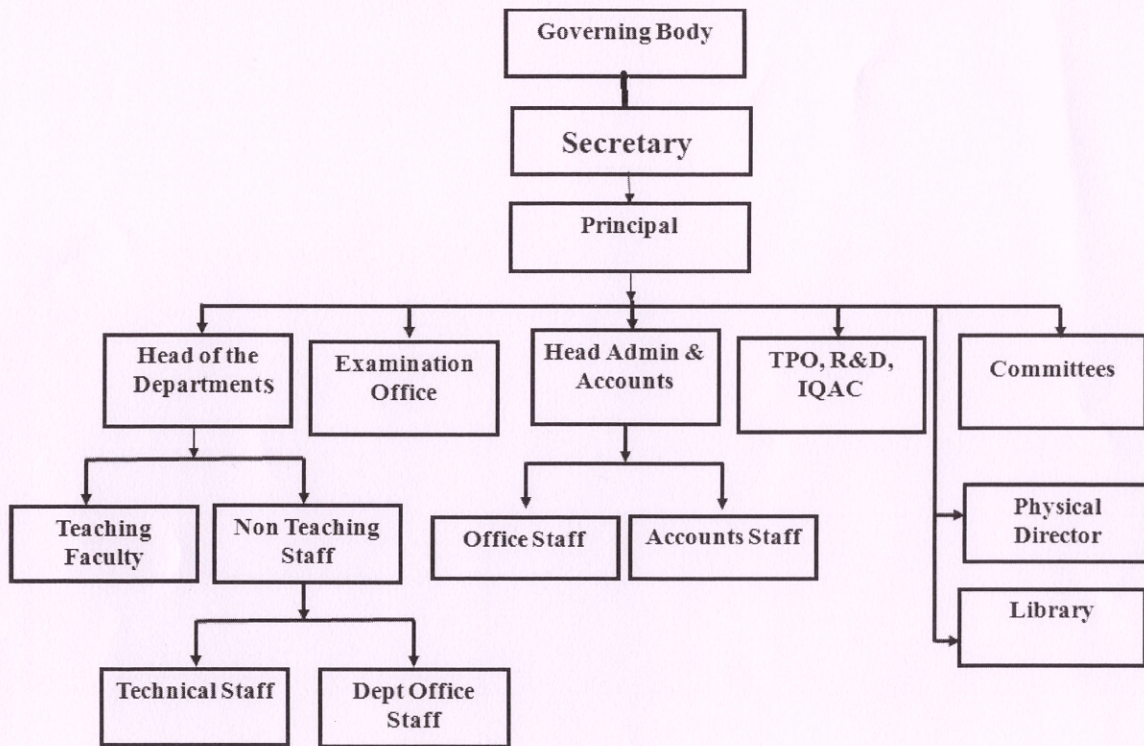 Governing Body
Secretary
Principal
Head of the
Departments
Examination
Office
Head Admin &
Accounts
TPO, R&D,
IQAC
Committees
Teaching
Faculty
Non Teaching
Staff
Office Staff
Accounts Staff
Physical
Director
Library
Technical Staff
Dept Office
Staff